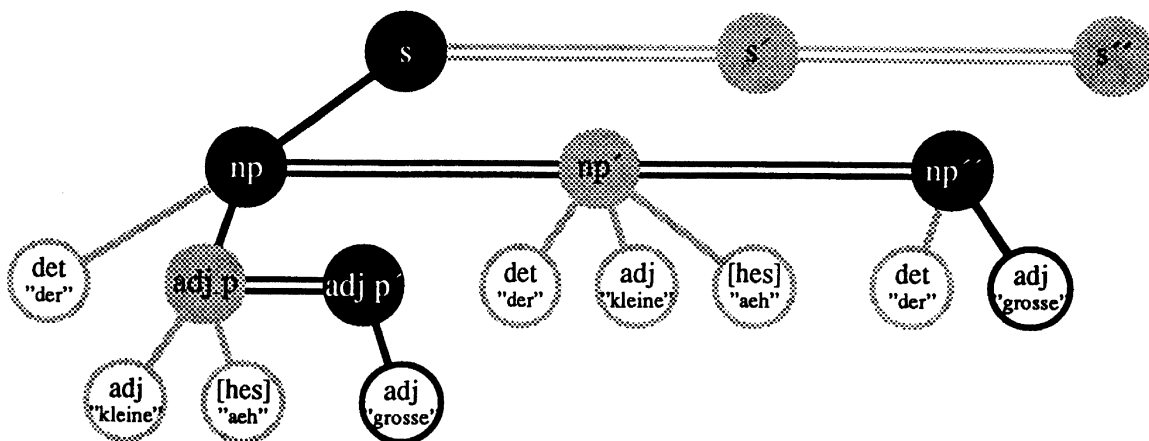 s s´ s´´
np np´ np´´
det
"der"
adj p adj p´
det
"der"
adj
"kleine"
[hes]
"aeh"
det
"der"
adj
'grosse"
adj
"kleine"
[hes]
"aeh"
adj
'grosse"